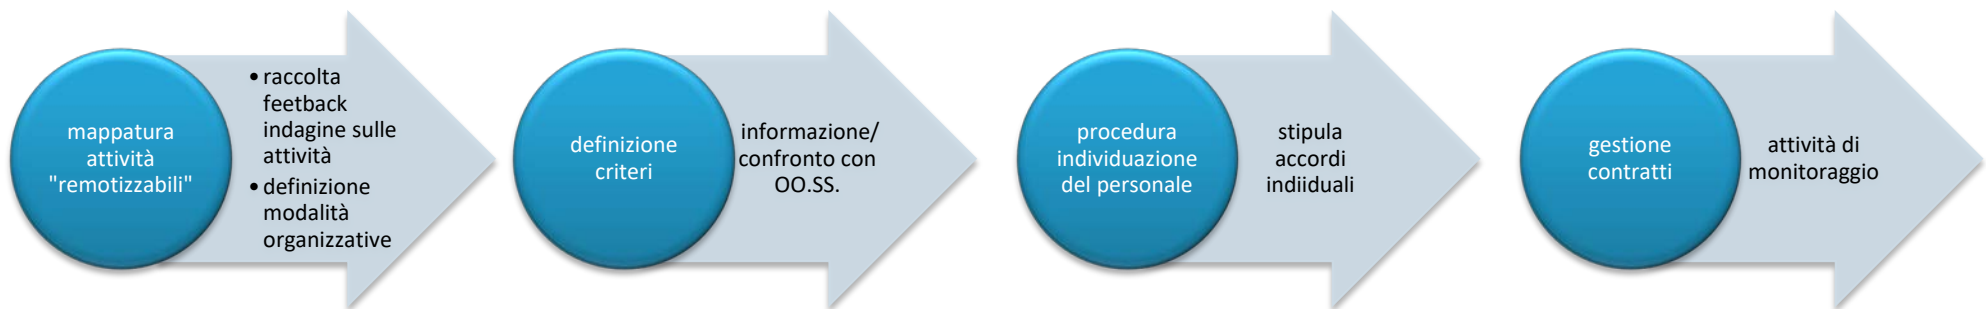 mappatura
attività
"remotizzabili"
• raccolta
feetback
indagine sulle
attività
• definizione
modalità
organizzative
definizione
criteri
informazione/
confronto con
OO.SS.
procedura
individuazione
del personale
stipula
accordi
indiiduali
gestione
contratti
attività di
monitoraggio